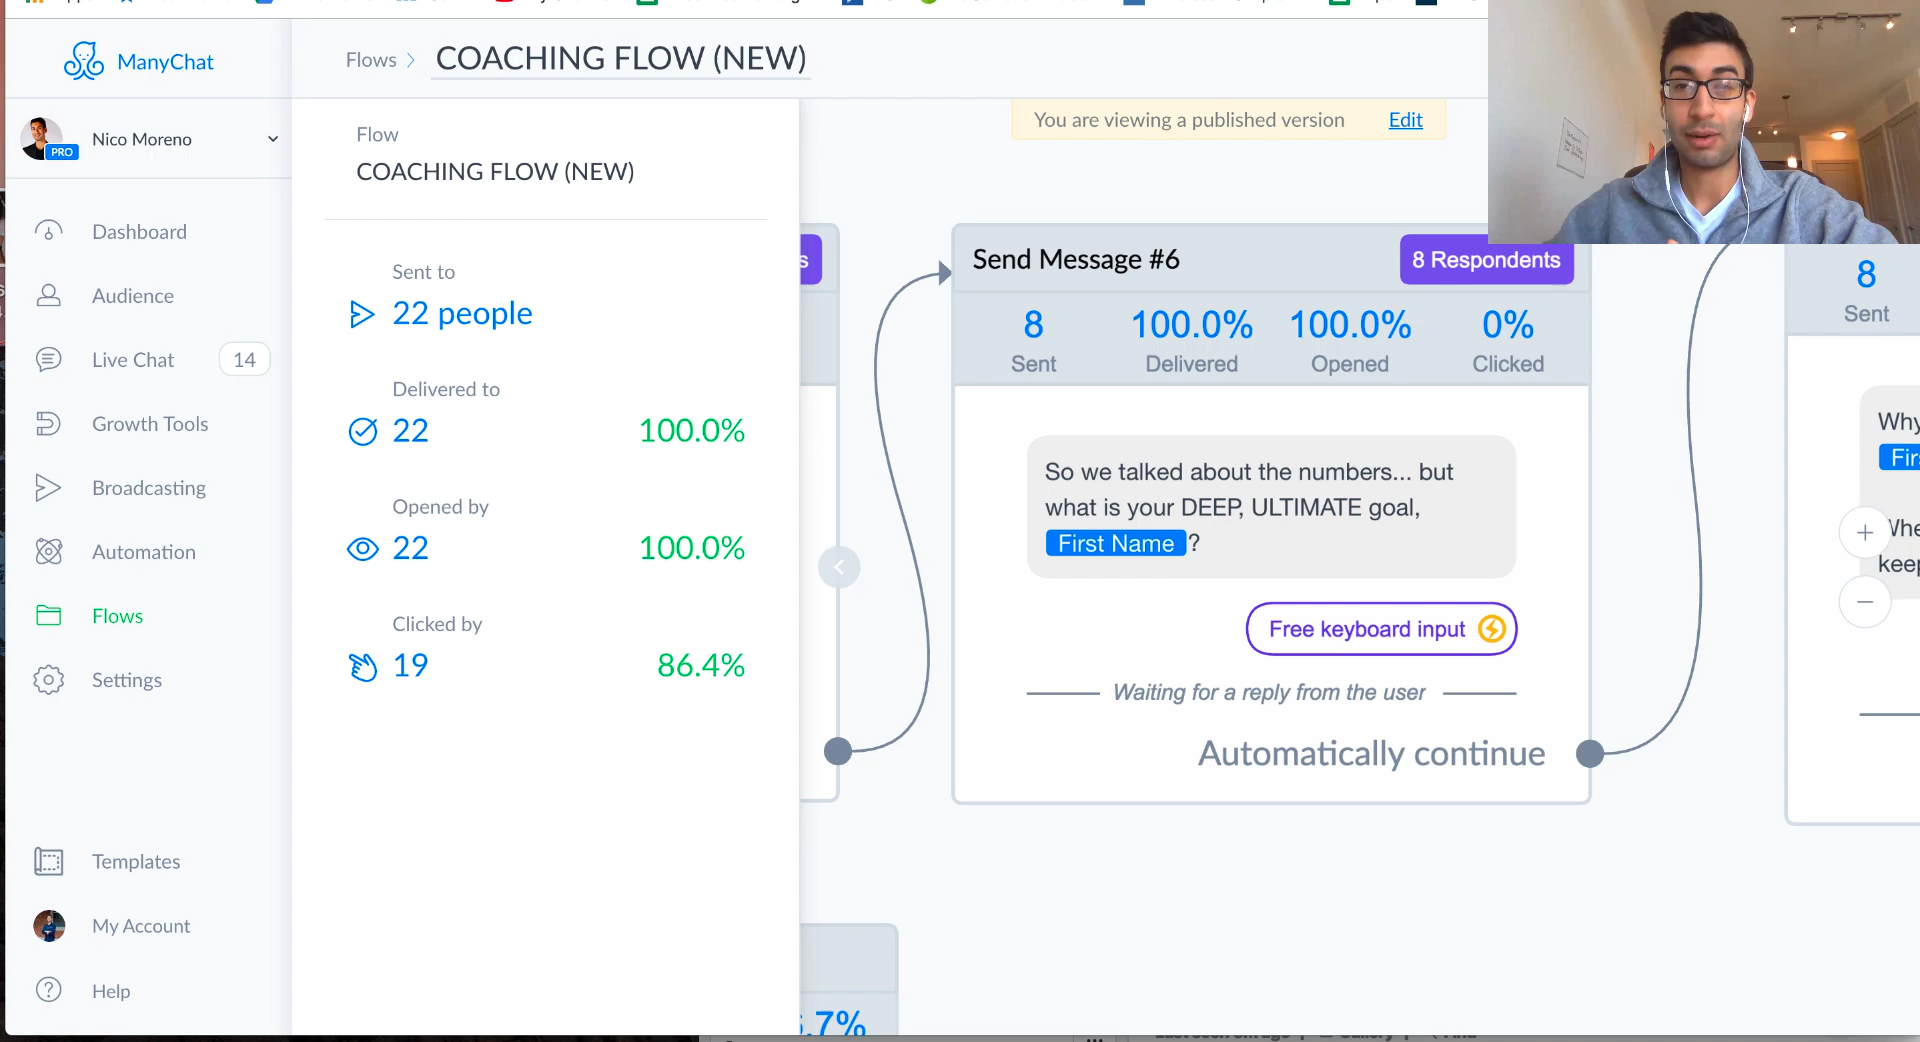 ManyChat
Flows
COACHING FLOW (NEW)
PRO
Nico Moreno
Dashboard
Audience
Live Chat
14
Growth Tools
Broadcasting
Automation
Flows
Settings
Templates
My Account
Help
Flow
COACHING FLOW (NEW)
Sent to
22 people
Delivered to
22 100.0%
Opened by
22 100.0%
Clicked by
19 86.4%
You are viewing a published version Edit
s
Send Message #6
8 Respondents
8 100.0% 100.0% 0%
Sent Delivered Opened Clicked
So we talked about the numbers... but
what is your DEEP, ULTIMATE goal,
First Name ?
Free keyboard input
Waiting for a reply from the user
Automatically continue
8
Sent
Why
.7%